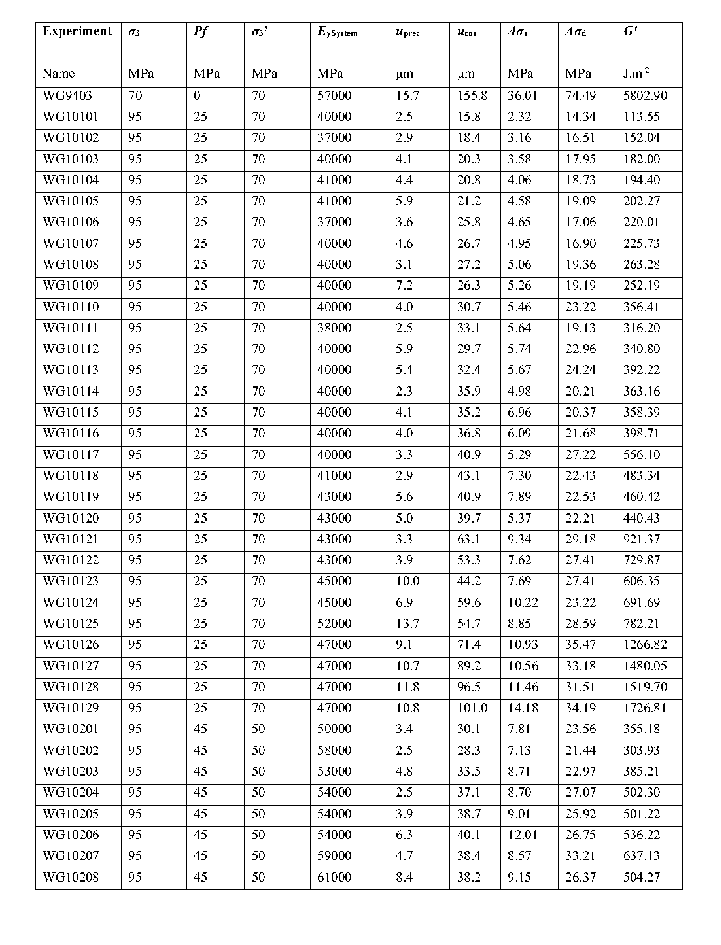 Experiment σ₃ Pf σ₃' E_ySystem u_prec u_cos Δσ_s Δσ_d G'
Name MPa MPa MPa MPa μm μm MPa MPa J.m⁻²
WG9403 70 0 70 57000 15.7 155.8 36.01 74.49 5802.90
WG10101 95 25 70 40000 2.5 15.8 2.32 14.34 113.55
WG10102 95 25 70 37000 2.9 18.4 3.16 16.51 152.04
WG10103 95 25 70 40000 4.1 20.3 3.58 17.95 182.00
WG10104 95 25 70 41000 4.4 20.8 4.06 18.73 194.40
WG10105 95 25 70 41000 5.9 21.2 4.58 19.09 202.27
WG10106 95 25 70 37000 3.6 25.8 4.65 17.06 220.01
WG10107 95 25 70 40000 4.6 26.7 4.95 16.90 225.73
WG10108 95 25 70 40000 3.1 27.2 5.06 19.36 263.28
WG10109 95 25 70 40000 7.2 26.3 5.26 19.19 252.19
WG10110 95 25 70 40000 4.0 30.7 5.46 23.22 356.41
WG10111 95 25 70 38000 2.5 33.1 5.64 19.13 316.20
WG10112 95 25 70 40000 5.9 29.7 5.74 22.96 340.80
WG10113 95 25 70 40000 5.4 32.4 5.67 24.24 392.22
WG10114 95 25 70 40000 2.3 35.9 4.98 20.21 363.16
WG10115 95 25 70 40000 4.1 35.2 6.96 20.37 358.39
WG10116 95 25 70 40000 4.0 36.8 6.09 21.68 398.71
WG10117 95 25 70 40000 3.3 40.9 5.29 27.22 556.10
WG10118 95 25 70 41000 2.9 43.1 7.30 22.43 483.34
WG10119 95 25 70 43000 5.6 40.9 7.89 22.53 460.42
WG10120 95 25 70 43000 5.0 39.7 5.37 22.21 440.43
WG10121 95 25 70 43000 3.3 63.1 9.34 29.18 921.37
WG10122 95 25 70 43000 3.9 53.3 7.62 27.41 729.87
WG10123 95 25 70 45000 10.0 44.2 7.69 27.41 606.35
WG10124 95 25 70 45000 6.9 59.6 10.22 23.22 691.69
WG10125 95 25 70 52000 13.7 54.7 8.85 28.59 782.21
WG10126 95 25 70 47000 9.1 71.4 10.93 35.47 1266.82
WG10127 95 25 70 47000 10.7 89.2 10.56 33.18 1480.05
WG10128 95 25 70 47000 11.8 96.5 11.46 31.51 1519.70
WG10129 95 25 70 47000 10.8 101.0 14.18 34.19 1726.81
WG10201 95 45 50 50000 3.4 30.1 7.81 23.56 355.18
WG10202 95 45 50 58000 2.5 28.3 7.13 21.44 303.93
WG10203 95 45 50 53000 4.8 33.5 8.71 22.97 385.21
WG10204 95 45 50 54000 2.5 37.1 8.70 27.07 502.30
WG10205 95 45 50 54000 3.9 38.7 9.01 25.92 501.22
WG10206 95 45 50 54000 6.3 40.1 12.01 26.75 536.22
WG10207 95 45 50 59000 4.7 38.4 8.57 33.21 637.13
WG10208 95 45 50 61000 8.4 38.2 9.15 26.37 504.27